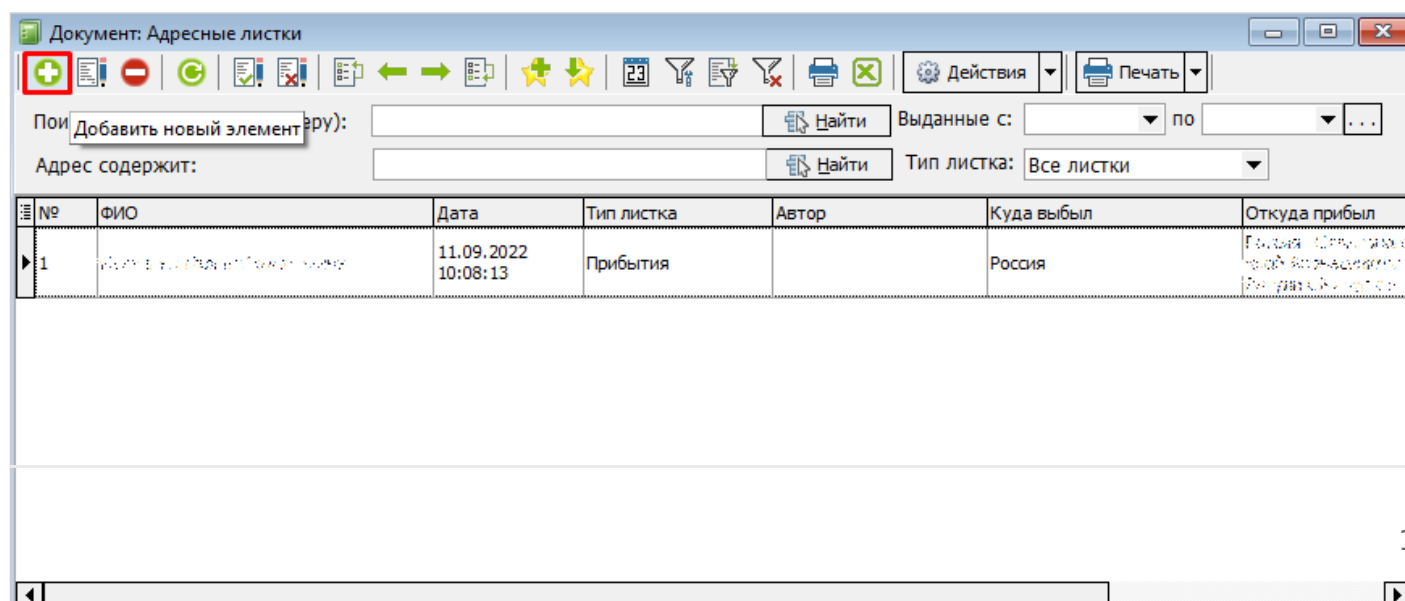 Документ: Адресные листки
23 Действия Печать
Добавить новый элемент еру): Найти Выданные с: по ...
Адрес содержит: Найти Тип листка: Все листки
№ ФИО Дата Тип листка Автор Куда выбыл Откуда прибыл
1 11.09.2022 10:08:13 Прибытия Россия